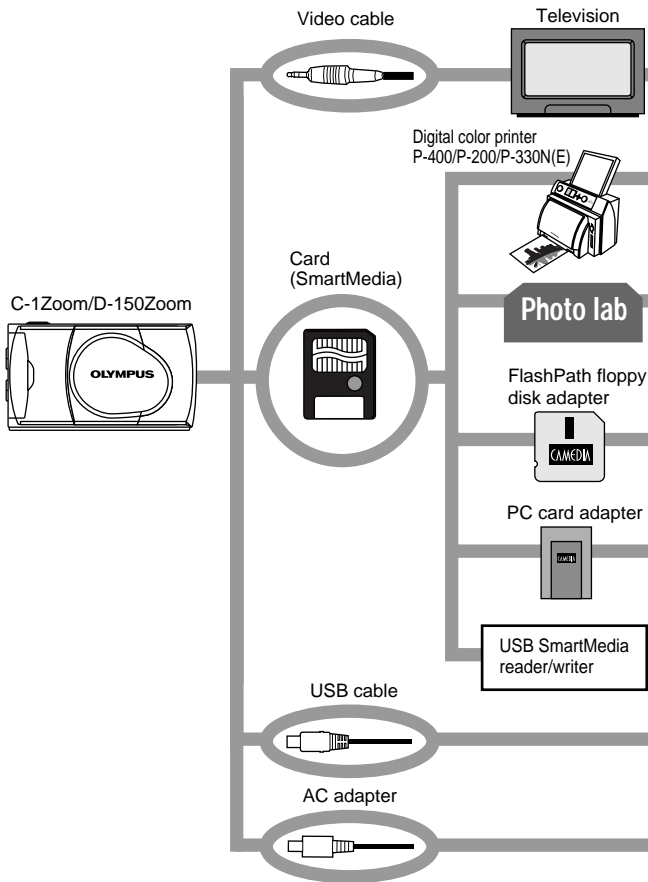 Video cable
Television
Digital color printer
P-400/P-200/P-330N(E)
Card
(SmartMedia)
C-1Zoom/D-150Zoom
OLYMPUS
Photo lab
FlashPath floppy
disk adapter
CAMEDIA
PC card adapter
CAMEDIA
USB SmartMedia
reader/writer
USB cable
AC adapter